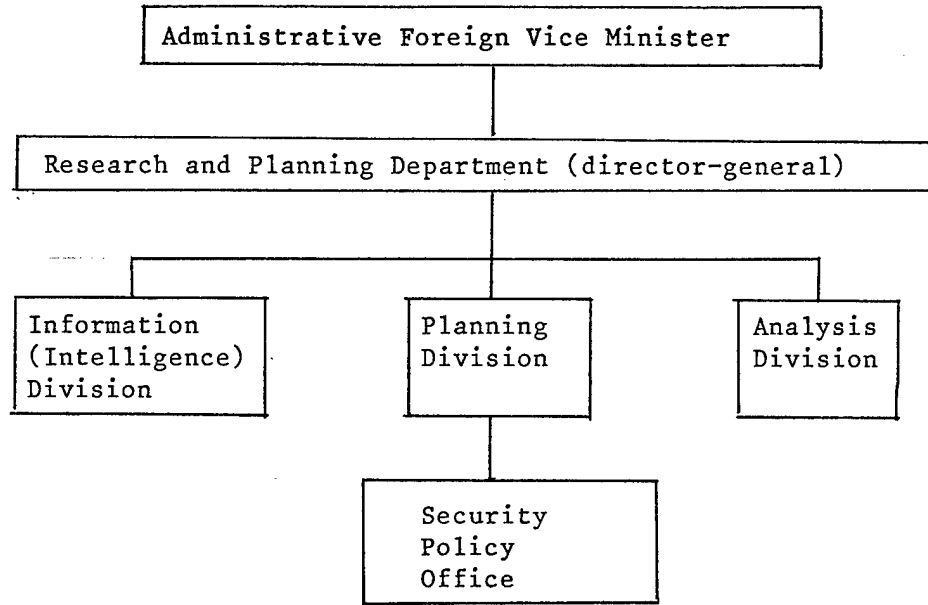 Administrative Foreign Vice Minister
Research and Planning Department (director-general)
Information
(Intelligence)
Division
Planning
Division
Analysis
Division
Security
Policy
Office